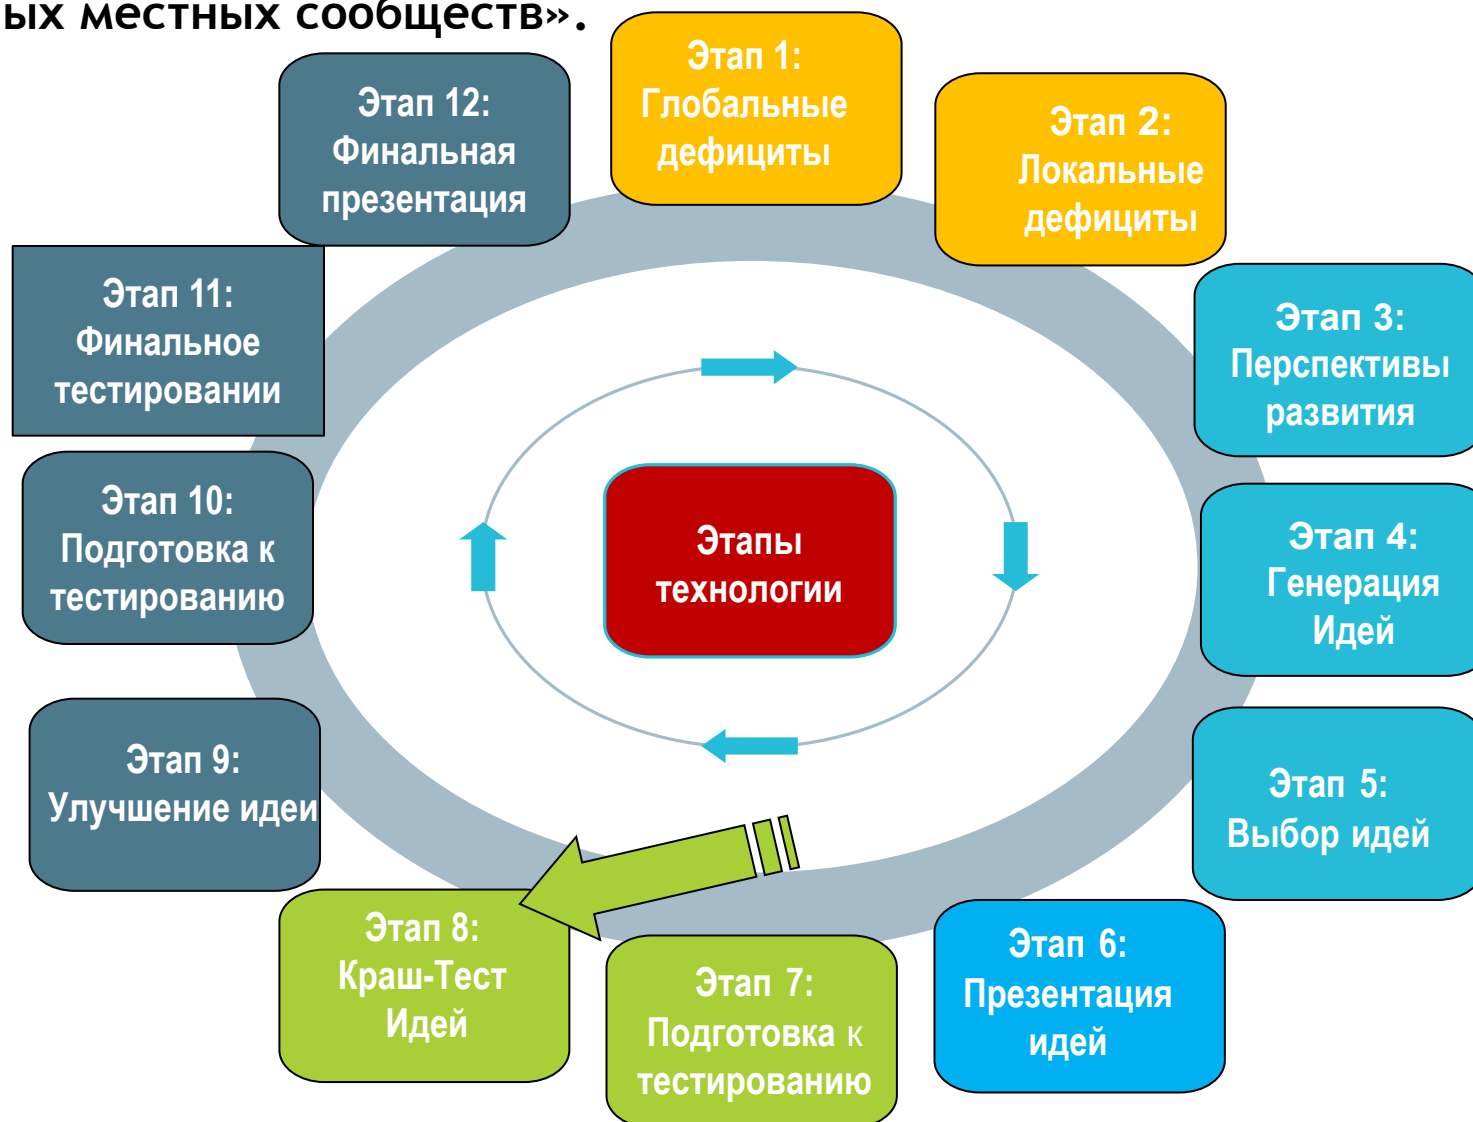 ых местных сообществ».
Этап 1:
Глобальные
дефициты
Этап 2:
Локальные
дефициты
Этап 3:
Перспективы
развития
Этап 4:
Генерация
Идей
Этап 5:
Выбор идей
Этап 6:
Презентация
идей
Этап 7:
Подготовка к
тестированию
Этап 8:
Краш-Тест
Идей
Этап 9:
Улучшение идеи
Этап 10:
Подготовка к
тестированию
Этап 11:
Финальное
тестировании
Этап 12:
Финальная
презентация
Этапы
технологии